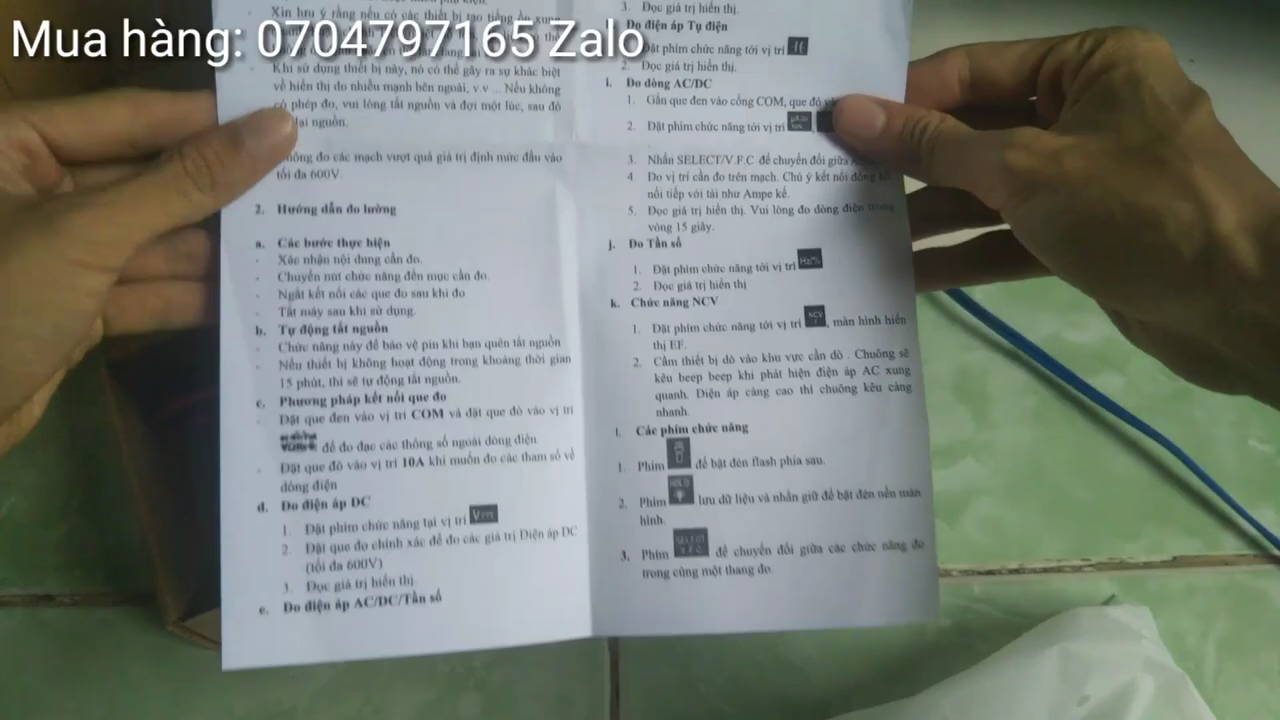 Mua hàng: 0704797165 Zalo
Xin lưu ý rằng nếu có các thiết bị tạo tiếng ồn xung
Khi sử dụng thiết bị này, nó có thể gây ra sự khác biệt
về hiển thị do nhiễu mạnh bên ngoài, v.v ... Nếu không
có phép đo, vui lòng tắt nguồn và đợi một lúc, sau đó
lại nguồn.
đo các mạch vượt quá giá trị định mức đầu vào
tối đa 600V.
2. Hướng dẫn đo lường
a. Các bước thực hiện
- Xác nhận nội dung cần đo.
- Chuyển nút chức năng đến mục cần đo.
- Ngắt kết nối các que đo sau khi đo
- Tắt máy sau khi sử dụng.
b. Tự động tắt nguồn
- Chức năng này để bảo vệ pin khi bạn quên tắt nguồn
- Nếu thiết bị không hoạt động trong khoảng thời gian
15 phút, thì sẽ tự động tắt nguồn.
c. Phương pháp kết nối que đo
- Đặt que đen vào vị trí COM và đặt que đỏ vào vị trí
để đo đạc các thông số ngoài dòng điện
- Đặt que đỏ vào vị trí 10A khi muốn đo các tham số về
dòng điện
d. Đo điện áp DC
1. Đặt phím chức năng tại vị trí
2. Đặt que đo chính xác để đo các giá trị Điện áp DC
(tối đa 600V)
3. Đọc giá trị hiển thị
e. Đo điện áp AC/DC/Tần số
3. Đọc giá trị hiển thị.
Đo điện áp Tụ điện
Đặt phím chức năng tới vị trí
2. Đọc giá trị hiển thị.
i. Đo dòng AC/DC
1. Gắn que đen vào cổng COM, que đỏ
2. Đặt phím chức năng tới vị trí
3. Nhấn SELECT/V.F.C để chuyển đổi giữa
4. Đo vị trí cần đo trên mạch. Chú ý kết nối đồng
nối tiếp với tải như Ampe kế.
5. Đọc giá trị hiển thị. Vui lòng đo dòng điện trong
vòng 15 giây.
j. Đo Tần số
1. Đặt phím chức năng tới vị trí Hz/%
2. Đọc giá trị hiển thị
k. Chức năng NCV
1. Đặt phím chức năng tới vị trí NCV, màn hình hiển
thị EF.
2. Cầm thiết bị dò vào khu vực cần dò . Chuông sẽ
kêu beep beep khi phát hiện điện áp AC xung
quanh. Điện áp càng cao thì chuông kêu càng
nhanh.
l. Các phím chức năng
1. Phím để bật đèn flash phía sau.
2. Phím HOLD lưu dữ liệu và nhấn giữ để bật đèn nền màn
hình.
3. Phím SELECT V.F.C để chuyển đổi giữa các chức năng đo
trong cùng một thang đo.